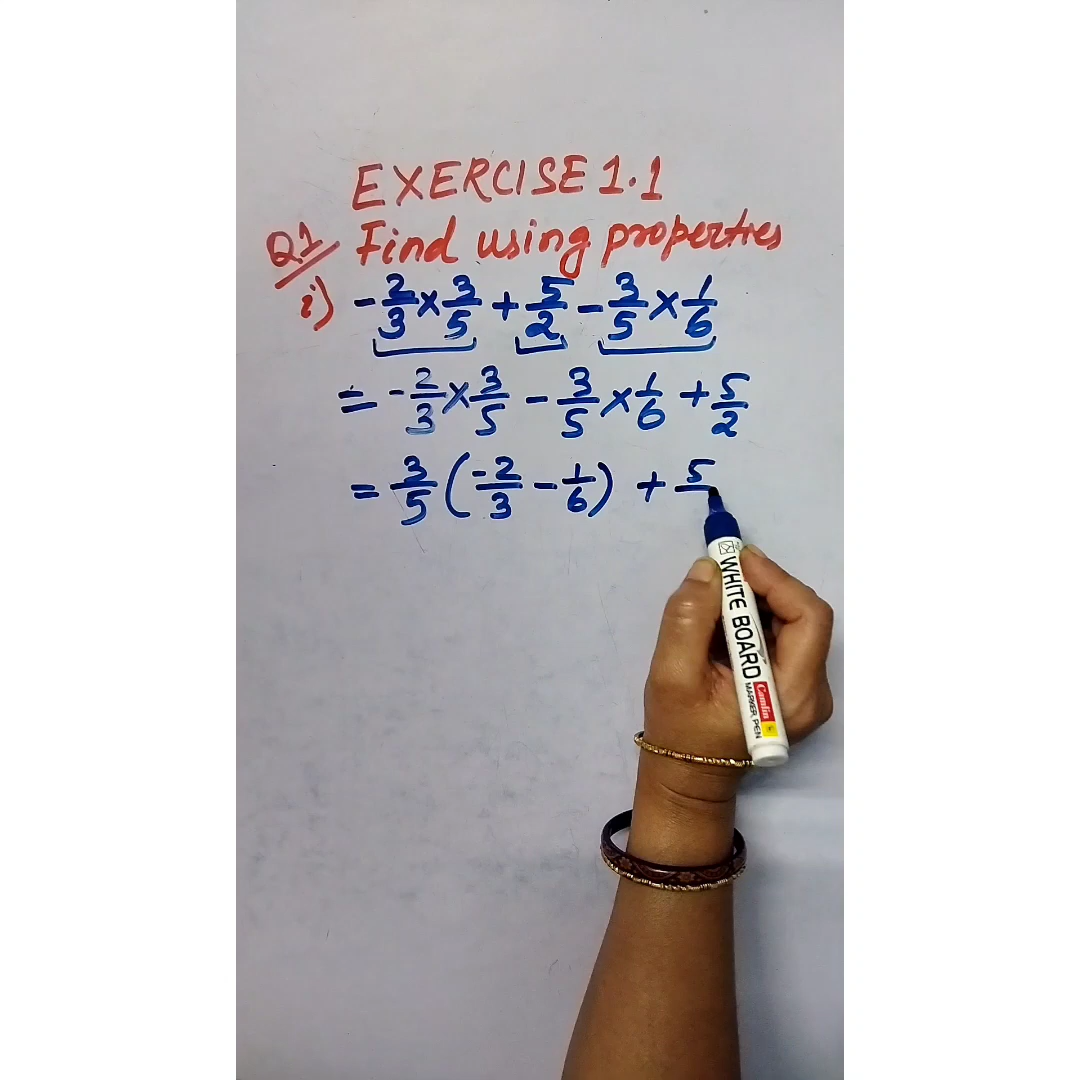 EXERCISE 1.1
Q1 Find using properties
i) -2/3 × 3/5 + 5/2 - 3/5 × 1/6
= -2/3 × 3/5 - 3/5 × 1/6 + 5/2
= 3/5 (-2/3 - 1/6) + 5
WHITE BOARD
MARKER PEN
Camlin